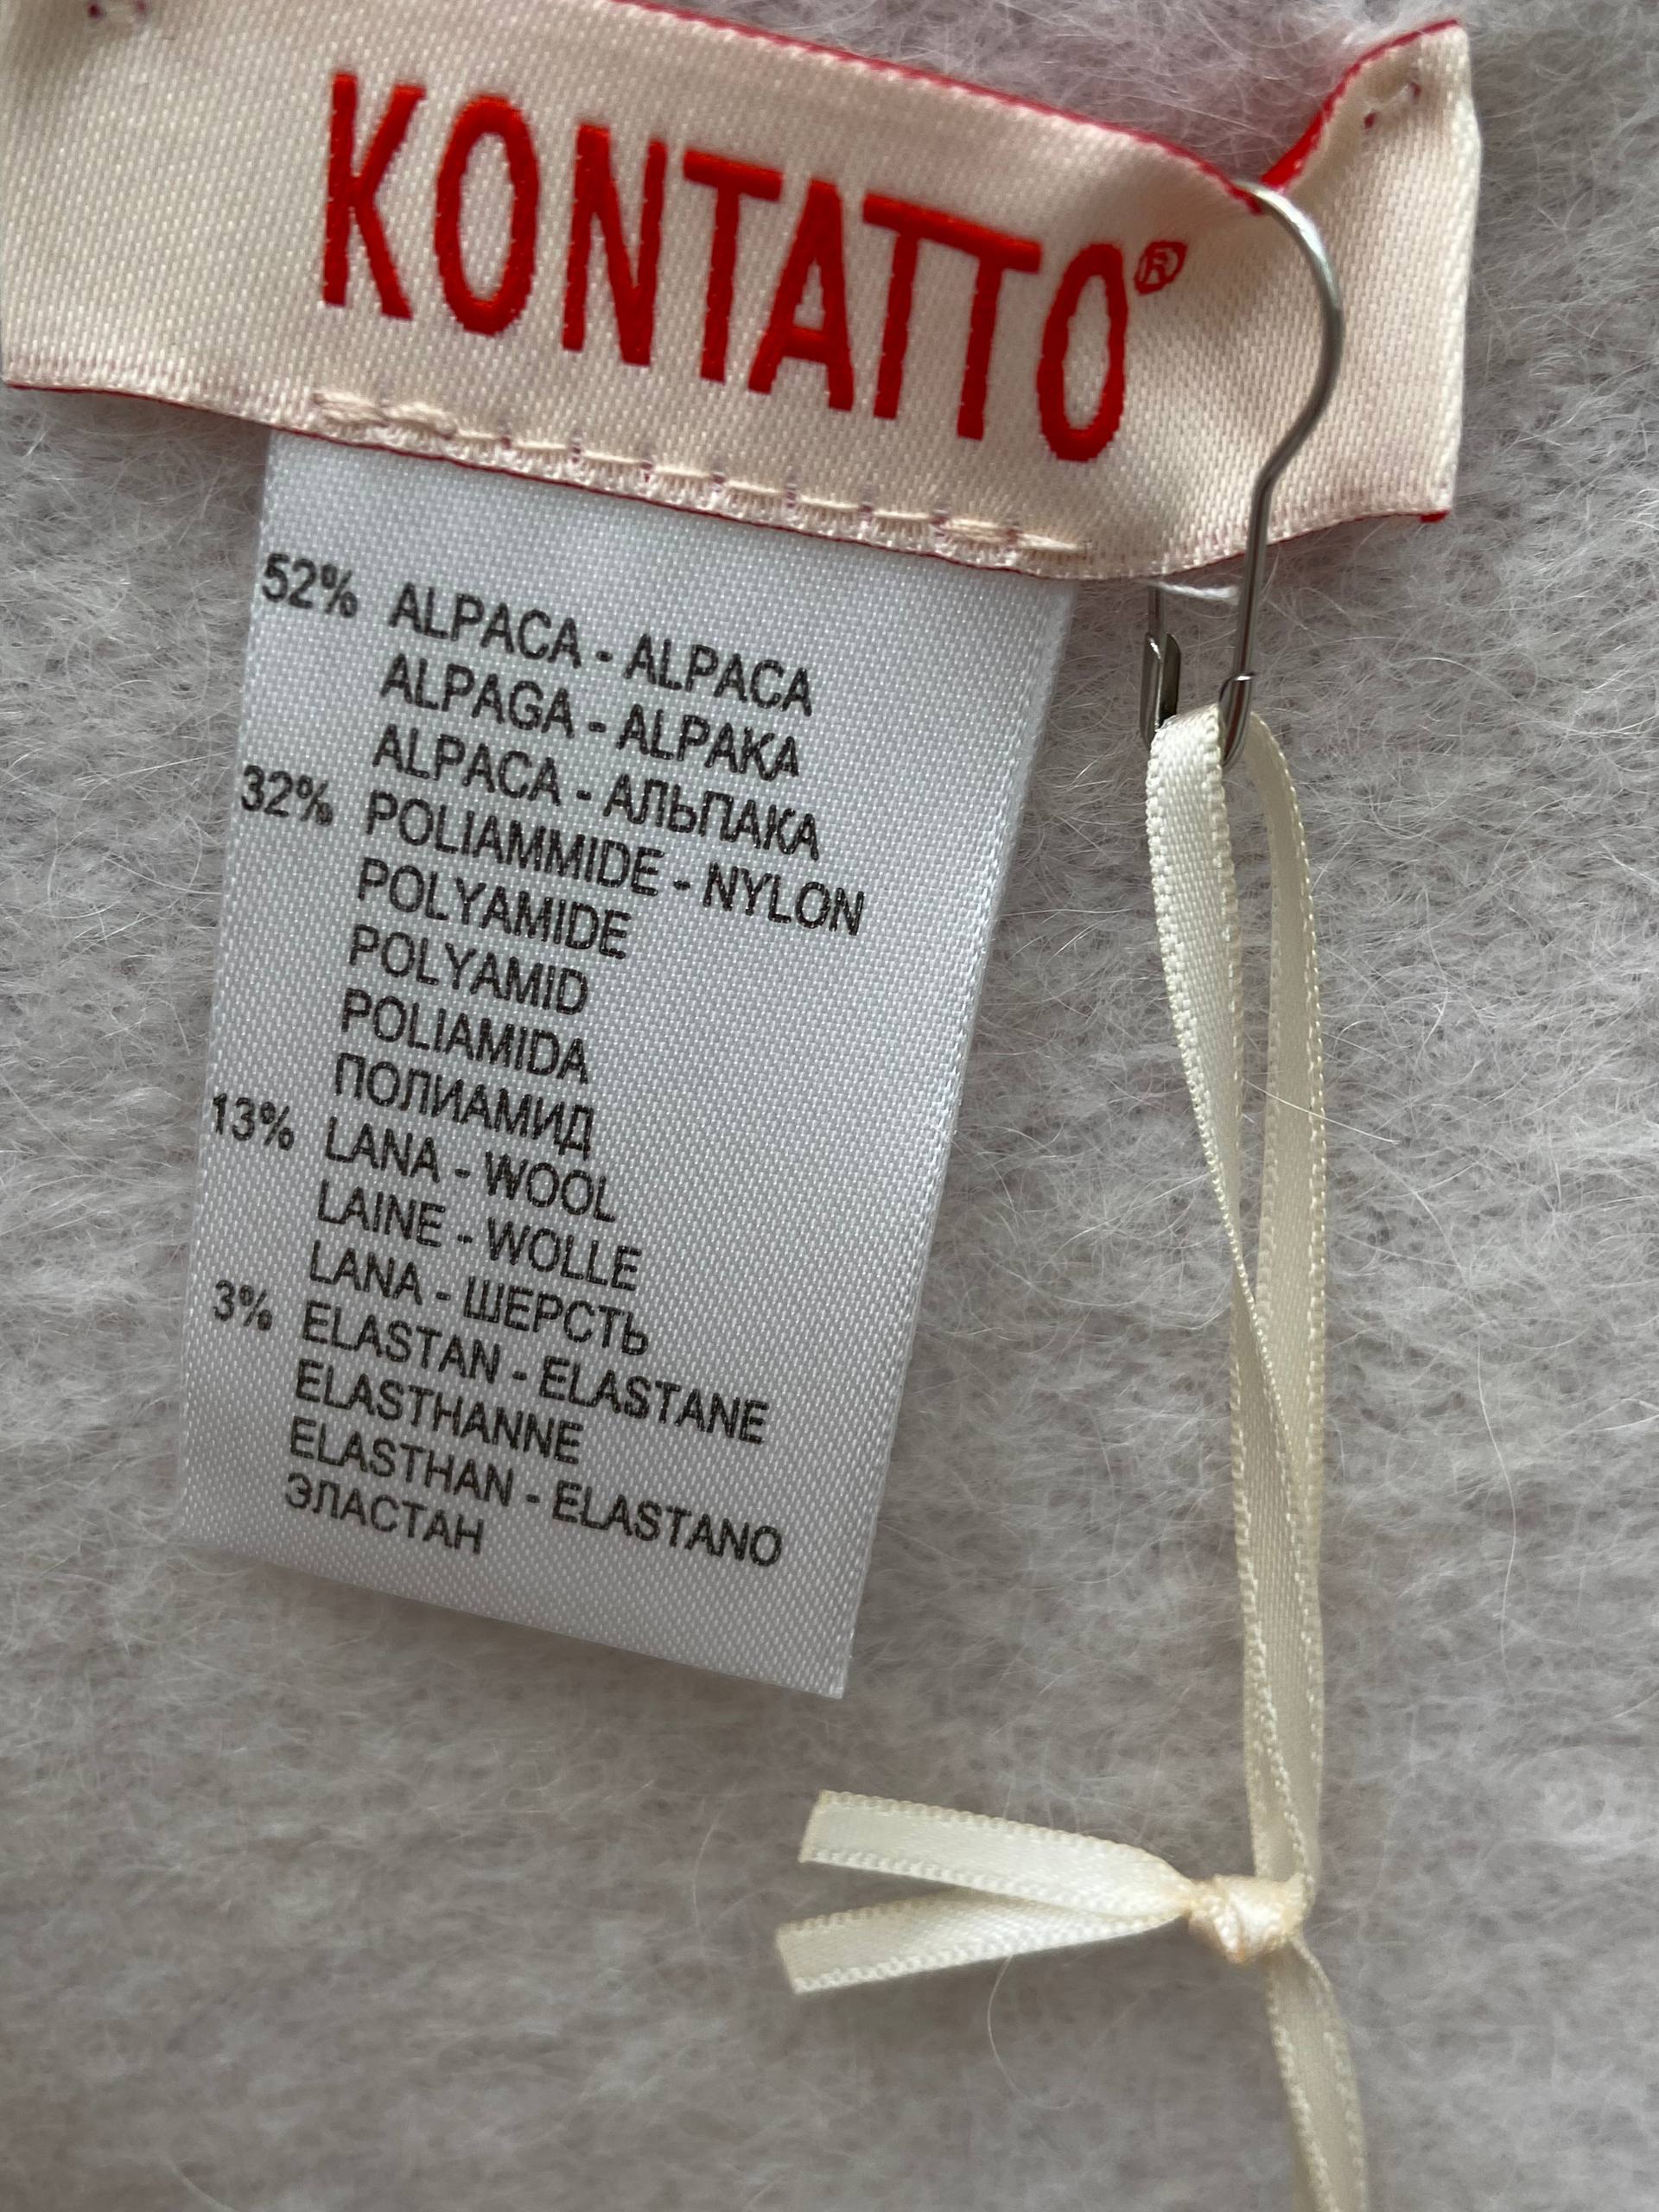 KONTATTO®
52% ALPACA - ALPACA
ALPAGA - ALPAKA
ALPACA - АЛЬПАКА
32% POLIAMMIDE - NYLON
POLYAMIDE
POLYAMID
POLIAMIDA
ПОЛИАМИД
13% LANA - WOOL
LAINE - WOLLE
LANA - ШЕРСТЬ
3% ELASTAN - ELASTANE
ELASTHANNE
ELASTHAN - ELASTANO
ЭЛАСТАН